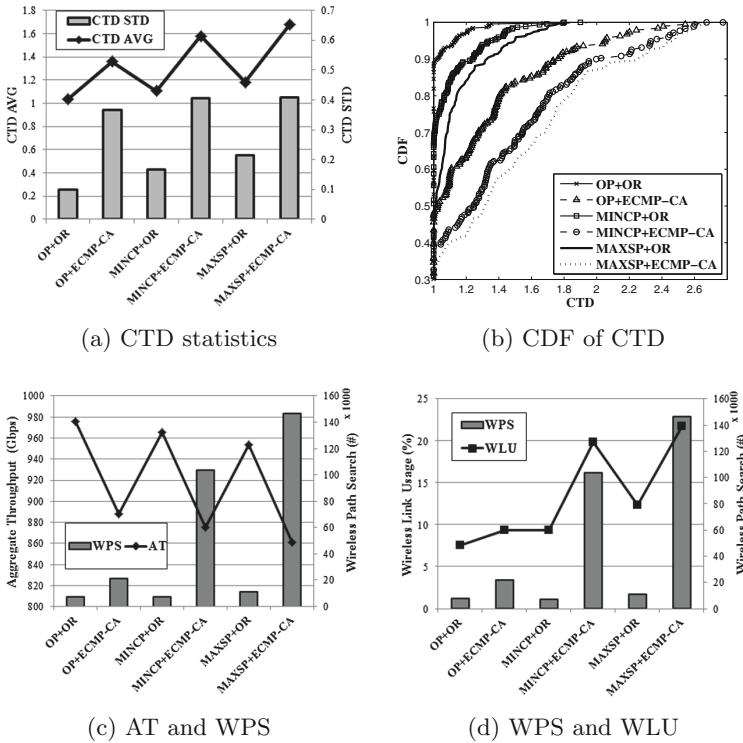 CTD STD
CTD AVG
CTD AVG
1.8
1.6
1.4
1.2
1
0.8
0.6
0.4
0.2
0
0.7
0.6
0.5
0.4
0.3
0.2
0.1
0
CTD STD
OP+OR
OP+ECMP-CA
MINCP+OR
MINCP+ECMP-CA
MAXSP+OR
MAXSP+ECMP-CA
(a) CTD statistics
CDF
1
0.9
0.8
0.7
0.6
0.5
0.4
0.3
1
1.2
1.4
1.6
1.8
2
2.2
2.4
2.6
CTD
OP+OR
OP+ECMP−CA
MINCP+OR
MINCP+ECMP−CA
MAXSP+OR
MAXSP+ECMP−CA
(b) CDF of CTD
Aggregate Throughput (Gbps)
1000
980
960
940
920
900
880
860
840
820
800
WPS
AT
160
140
120
100
80
60
40
20
0
x 1000
Wireless Path Search (#)
OP+OR
OP+ECMP-CA
MINCP+OR
MINCP+ECMP-CA
MAXSP+OR
MAXSP+ECMP-CA
(c) AT and WPS
Wireless Link Usage (%)
25
20
15
10
5
0
WPS
WLU
160
140
120
100
80
60
40
20
0
x 1000
Wireless Path Search (#)
OP+OR
OP+ECMP-CA
MINCP+OR
MINCP+ECMP-CA
MAXSP+OR
MAXSP+ECMP-CA
(d) WPS and WLU